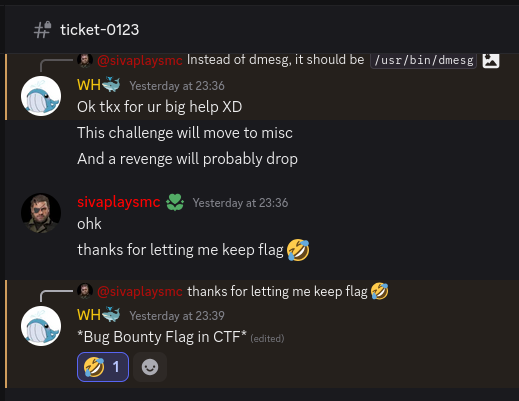 ticket-0123
@sivaplaysmc Instead of dmesg, it should be /usr/bin/dmesg
WH🐳 Yesterday at 23:36
Ok tkx for ur big help XD
This challenge will move to misc
And a revenge will probably drop
sivaplaysmc Yesterday at 23:36
ohk
thanks for letting me keep flag 🤣
@sivaplaysmc thanks for letting me keep flag 🤣
WH🐳 Yesterday at 23:39
*Bug Bounty Flag in CTF* (edited)
🤣 1